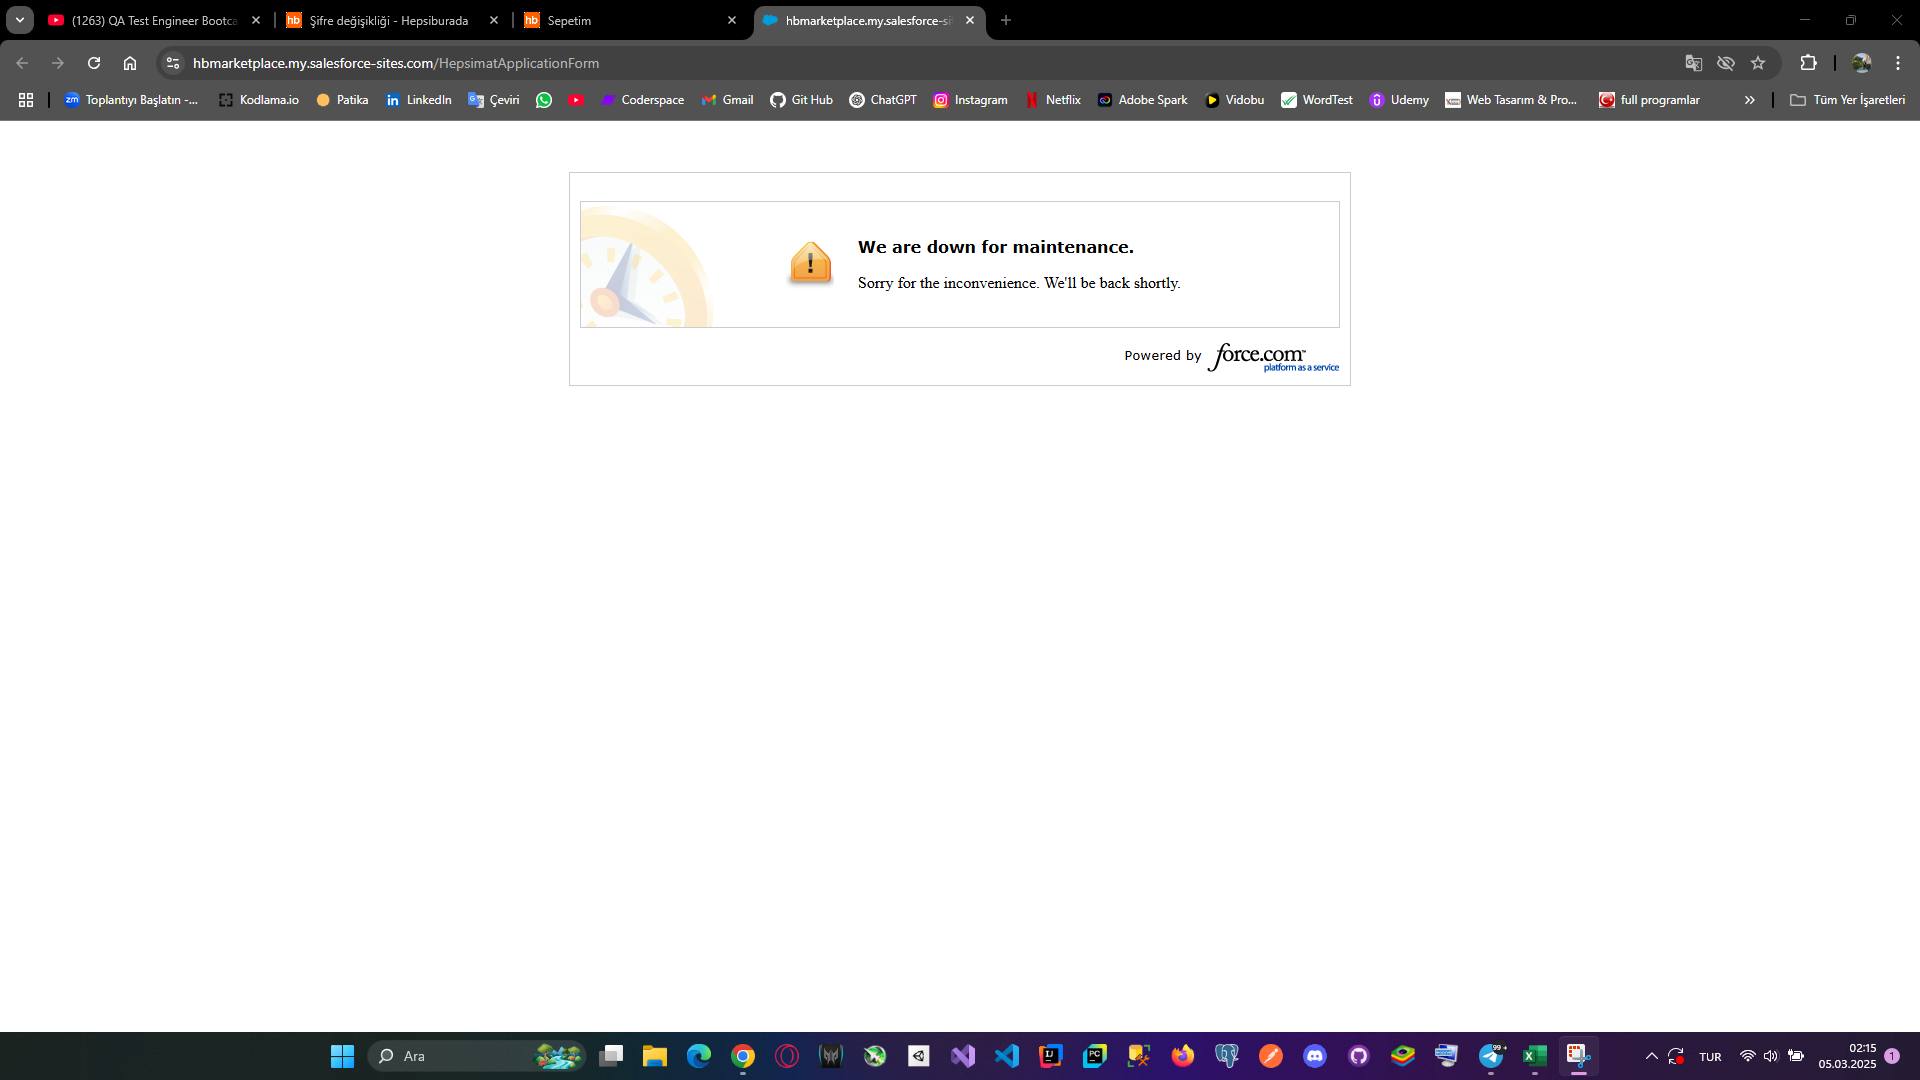 (1263) QA Test Engineer Bootca
Şifre değişikliği - Hepsiburada
Sepetim
hbmarketplace.my.salesforce-si
hbmarketplace.my.salesforce-sites.com/HepsimatApplicationForm
Toplantıyı Başlatın -...
Kodlama.io
Patika
LinkedIn
Çeviri
Coderspace
Gmail
Git Hub
ChatGPT
Instagram
Netflix
Adobe Spark
Vidobu
WordTest
Udemy
Web Tasarım & Pro...
full programlar
Tüm Yer İşaretleri
We are down for maintenance.
Sorry for the inconvenience. We'll be back shortly.
Powered by force.com™
platform as a service
Ara
99+
TUR
02:15
05.03.2025
1